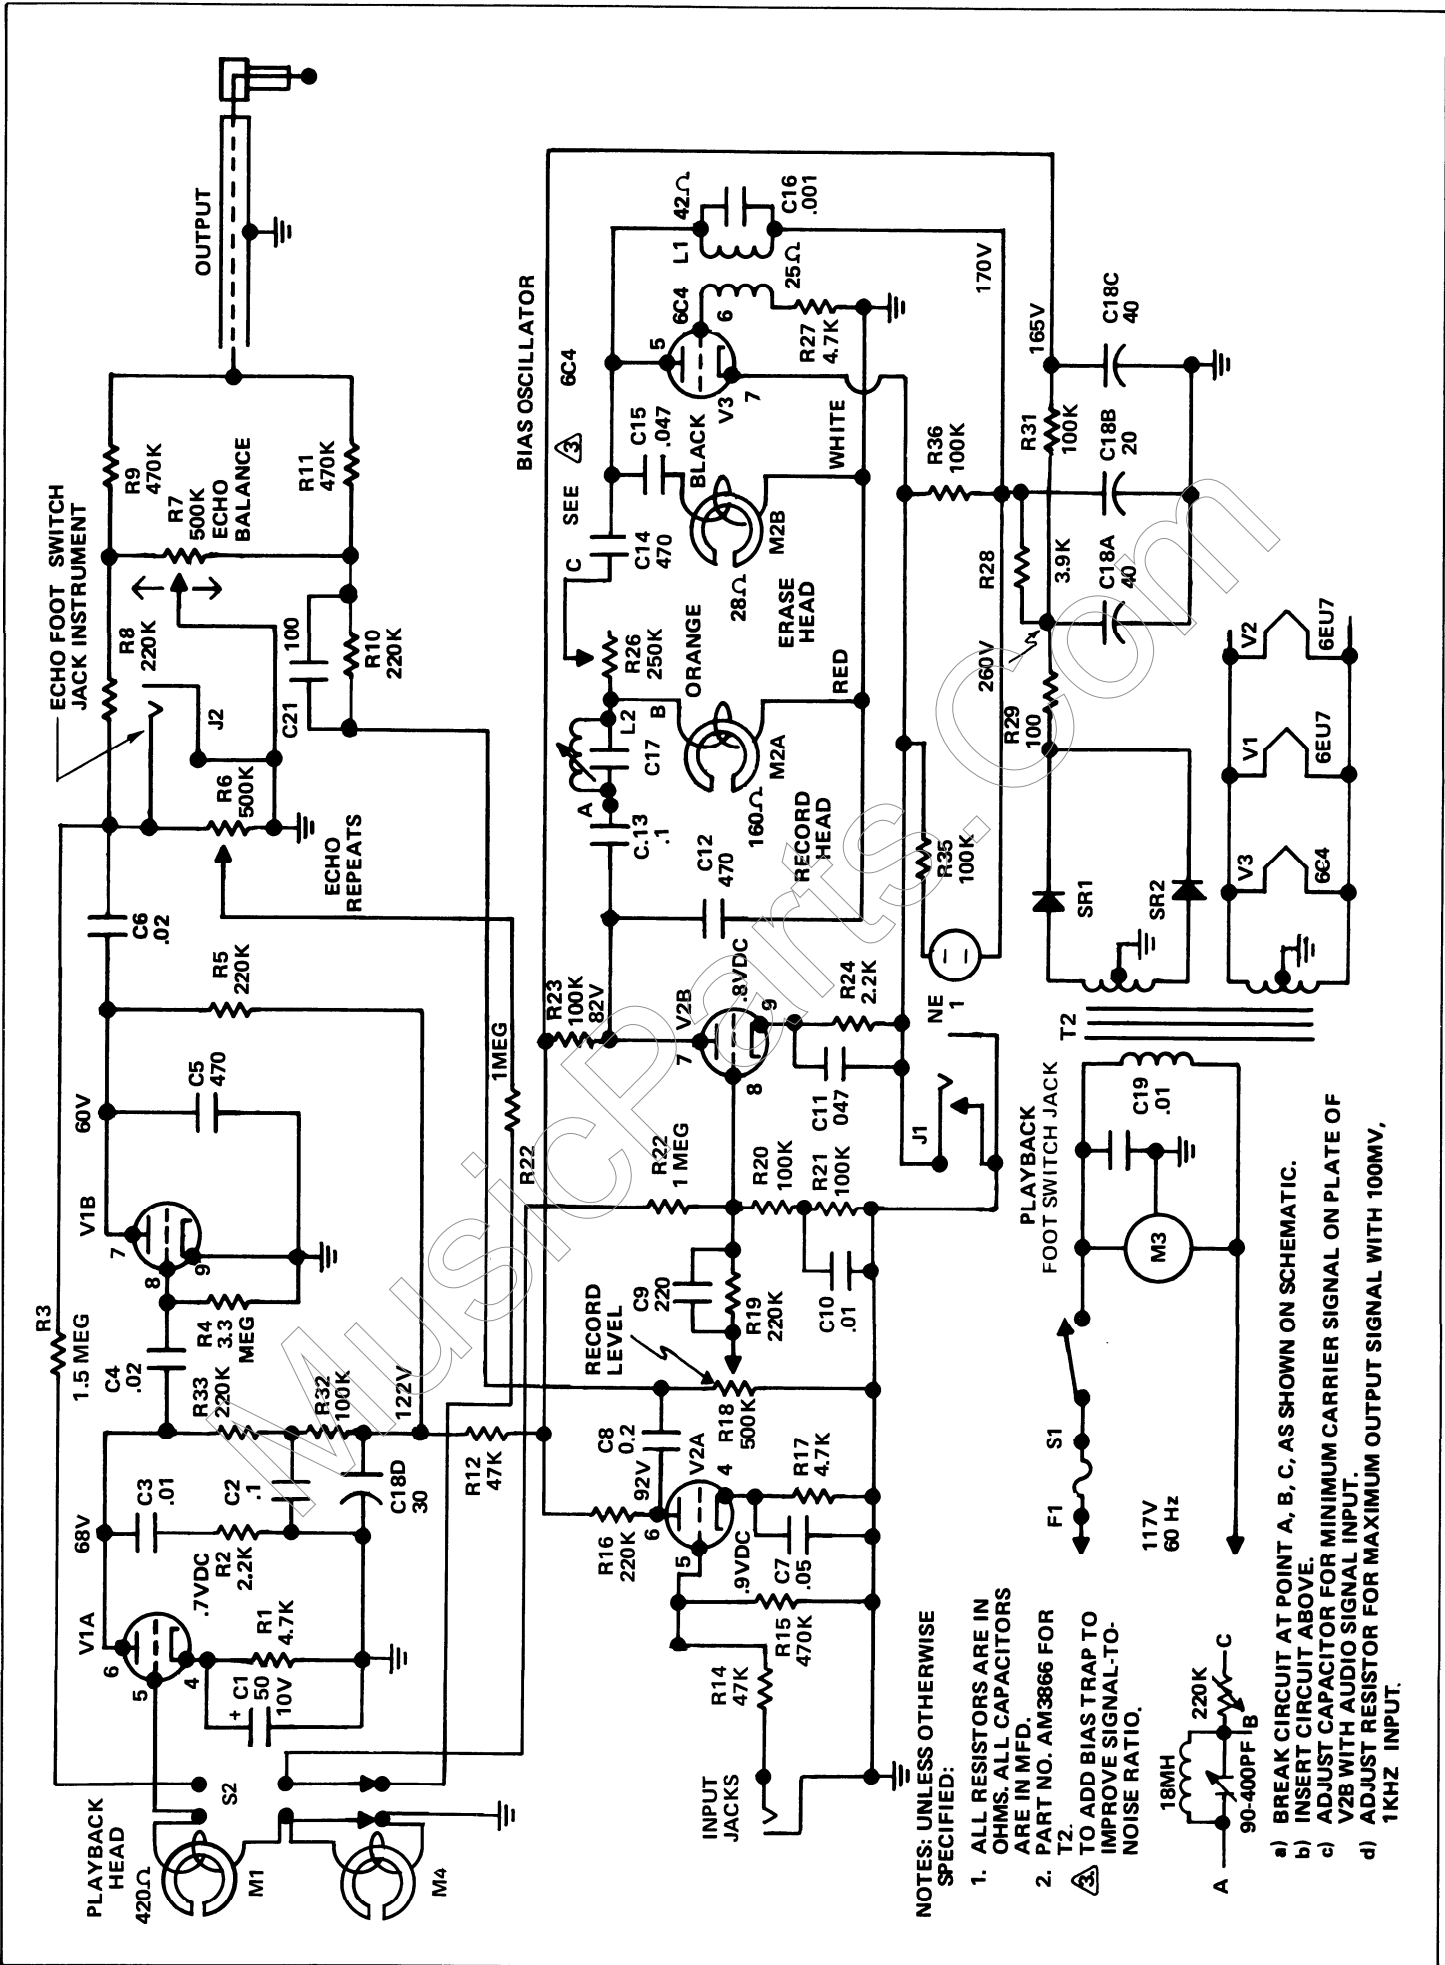 OUTPUT
ECHO FOOT SWITCH
JACK INSTRUMENT
R8
220K
R9
470K
R7
500K
ECHO
BALANCE
R11
470K
J2
C21
100
R10
220K
R6
500K
ECHO
REPEATS
C6
.02
R5
220K
C5
470
60V
V1B
7
8
9
R3
1.5 MEG
C4
.02
R4
3.3
MEG
R33
220K
R32
100K
122V
C18D
30
R12
47K
R22
1MEG
68V
C3
.01
C2
.1
R2
2.2K
V1A
6
5
4
.7VDC
R1
4.7K
+ C1
50
10V
PLAYBACK
HEAD
420Ω
M1
S2
M4
BIAS OSCILLATOR
SEE 3
6C4
C
C14
470
C15
.047
BLACK
5
6C4
6
V3
7
L1
42Ω
C16
.001
25Ω
R27
4.7K
WHITE
170V
M2B
28Ω
ERASE
HEAD
R26
250K
B
ORANGE
L2
C17
A
C.13
.1
M2A
160Ω
RECORD
HEAD
RED
C12
470
R23
100K
82V
V2B
7
8
9
.8VDC
R24
2.2K
C11
047
R22
1 MEG
R20
100K
R21
100K
C9
220
R19
220K
C10
.01
RECORD
LEVEL
R18
500K
C8
0.2
92V
V2A
6
5
4
R16
220K
R17
4.7K
.9VDC
C7
.05
R15
470K
R14
47K
INPUT
JACKS
J1
NE
1
R35
100K
R36
100K
R28
3.9K
R31
100K
165V
C18C
40
C18B
20
C18A
40
260V
R29
100
SR1
SR2
T2
V2
6EU7
V1
6EU7
V3
6C4
PLAYBACK
FOOT SWITCH JACK
C19
.01
M3
S1
F1
117V
60 Hz
NOTES: UNLESS OTHERWISE
SPECIFIED:
1. ALL RESISTORS ARE IN
OHMS. ALL CAPACITORS
ARE IN MFD.
2. PART NO. AM3866 FOR
T2.
3. TO ADD BIAS TRAP TO
IMPROVE SIGNAL-TO-
NOISE RATIO.
A
18MH
90-400PF
B
220K
C
a) BREAK CIRCUIT AT POINT A, B, C, AS SHOWN ON SCHEMATIC.
b) INSERT CIRCUIT ABOVE.
c) ADJUST CAPACITOR FOR MINIMUM CARRIER SIGNAL ON PLATE OF
V2B WITH AUDIO SIGNAL INPUT.
d) ADJUST RESISTOR FOR MAXIMUM OUTPUT SIGNAL WITH 100MV,
1KHZ INPUT.
MusicParts.Com